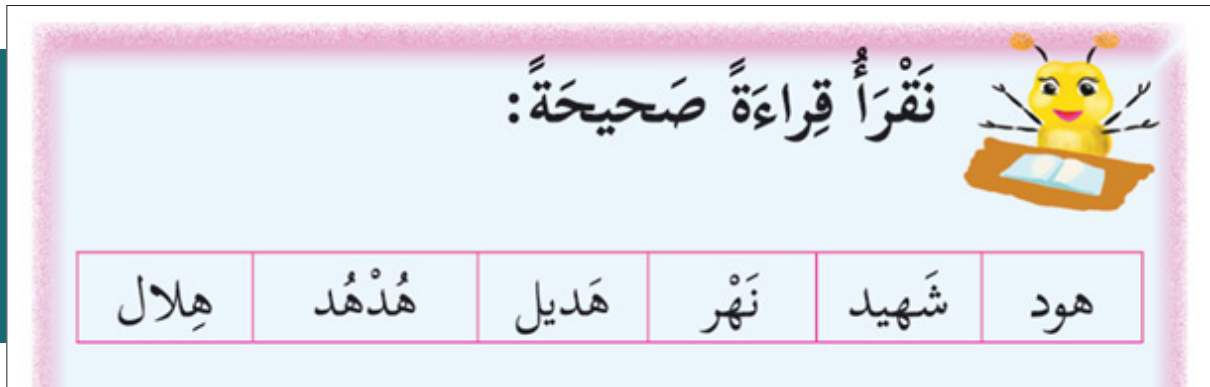 نَقْرَأُ قِراءَةً صَحيحَةً:
هود شَهيد نَهْر هَديل هُدْهُد هِلال